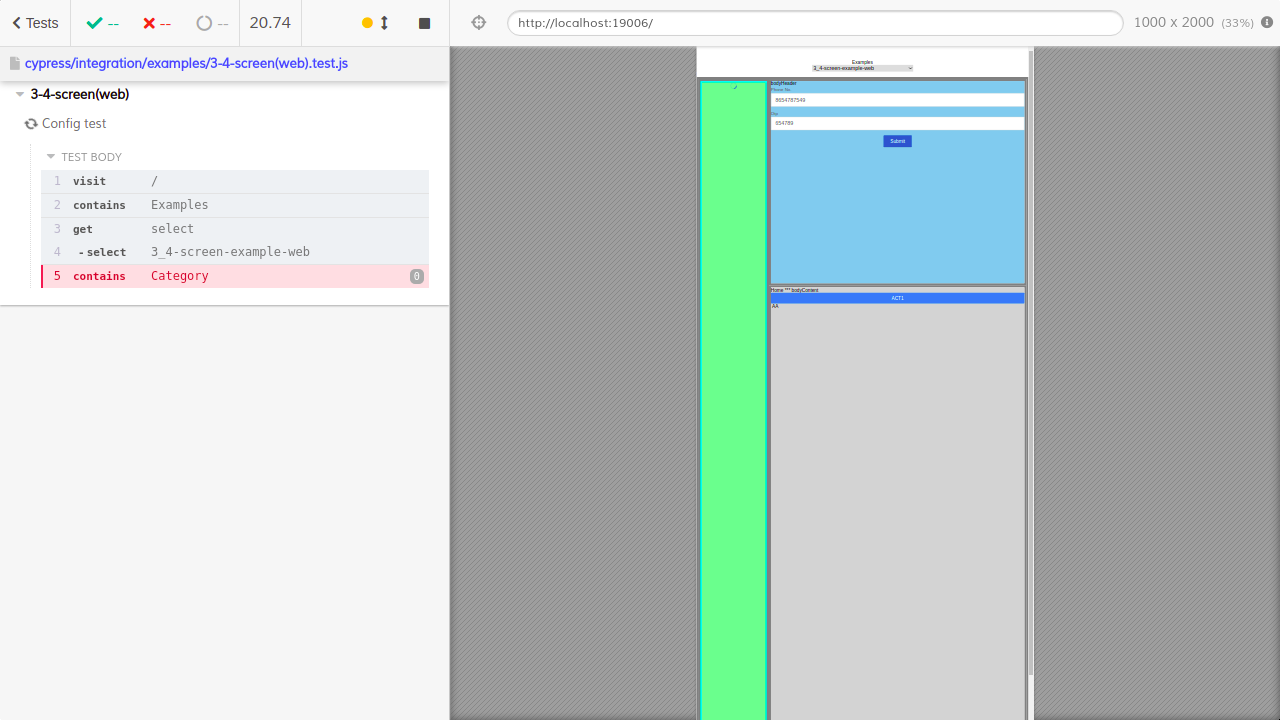 Tests
--
--
--
20.74
http://localhost:19006/
1000 x 2000 (33%)
cypress/integration/examples/3-4-screen(web).test.js
3-4-screen(web)
Config test
TEST BODY
1 visit /
2 contains Examples
3 get select
4 -select 3_4-screen-example-web
5 contains Category 0
Examples
3_4-screen-example-web
bodyHeader
Phone No.
8654787549
654789
Submit
Home *** bodyContent
ACT1
AA